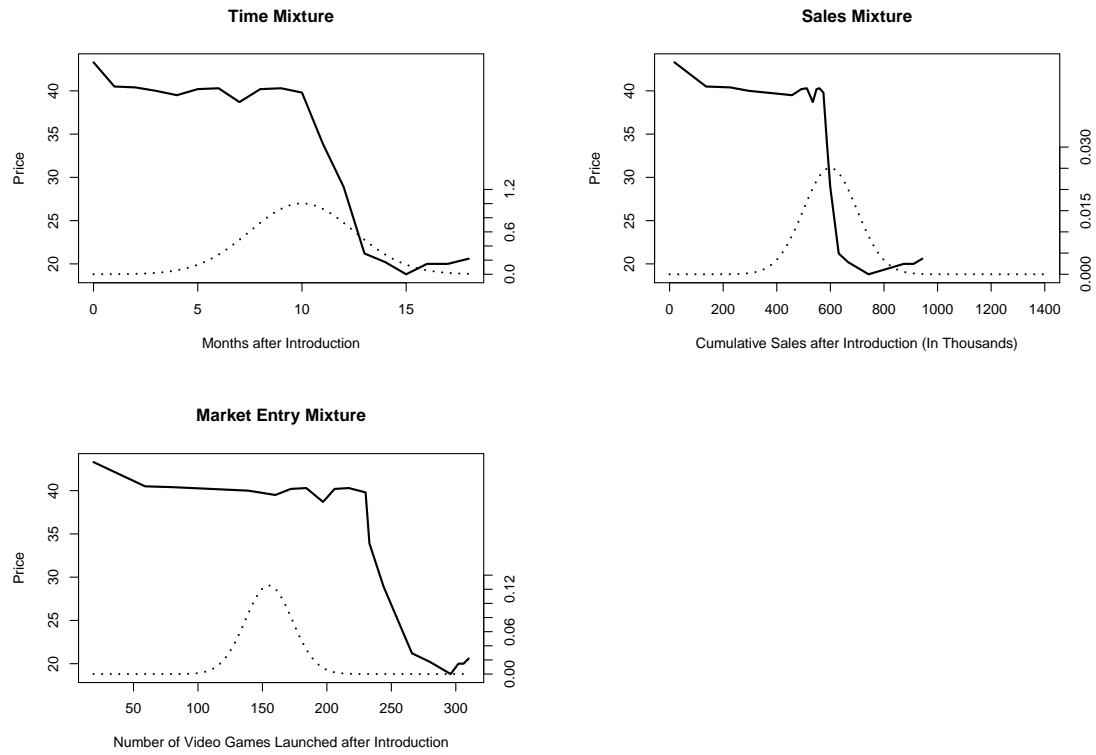 Time Mixture
Price
40
35
30
25
20
1.2
0.6
0.0
0 5 10 15
Months after Introduction
Sales Mixture
Price
40
35
30
25
20
0.030
0.015
0.000
0 200 400 600 800 1000 1200 1400
Cumulative Sales after Introduction (In Thousands)
Market Entry Mixture
Price
40
35
30
25
20
0.12
0.06
0.00
50 100 150 200 250 300
Number of Video Games Launched after Introduction